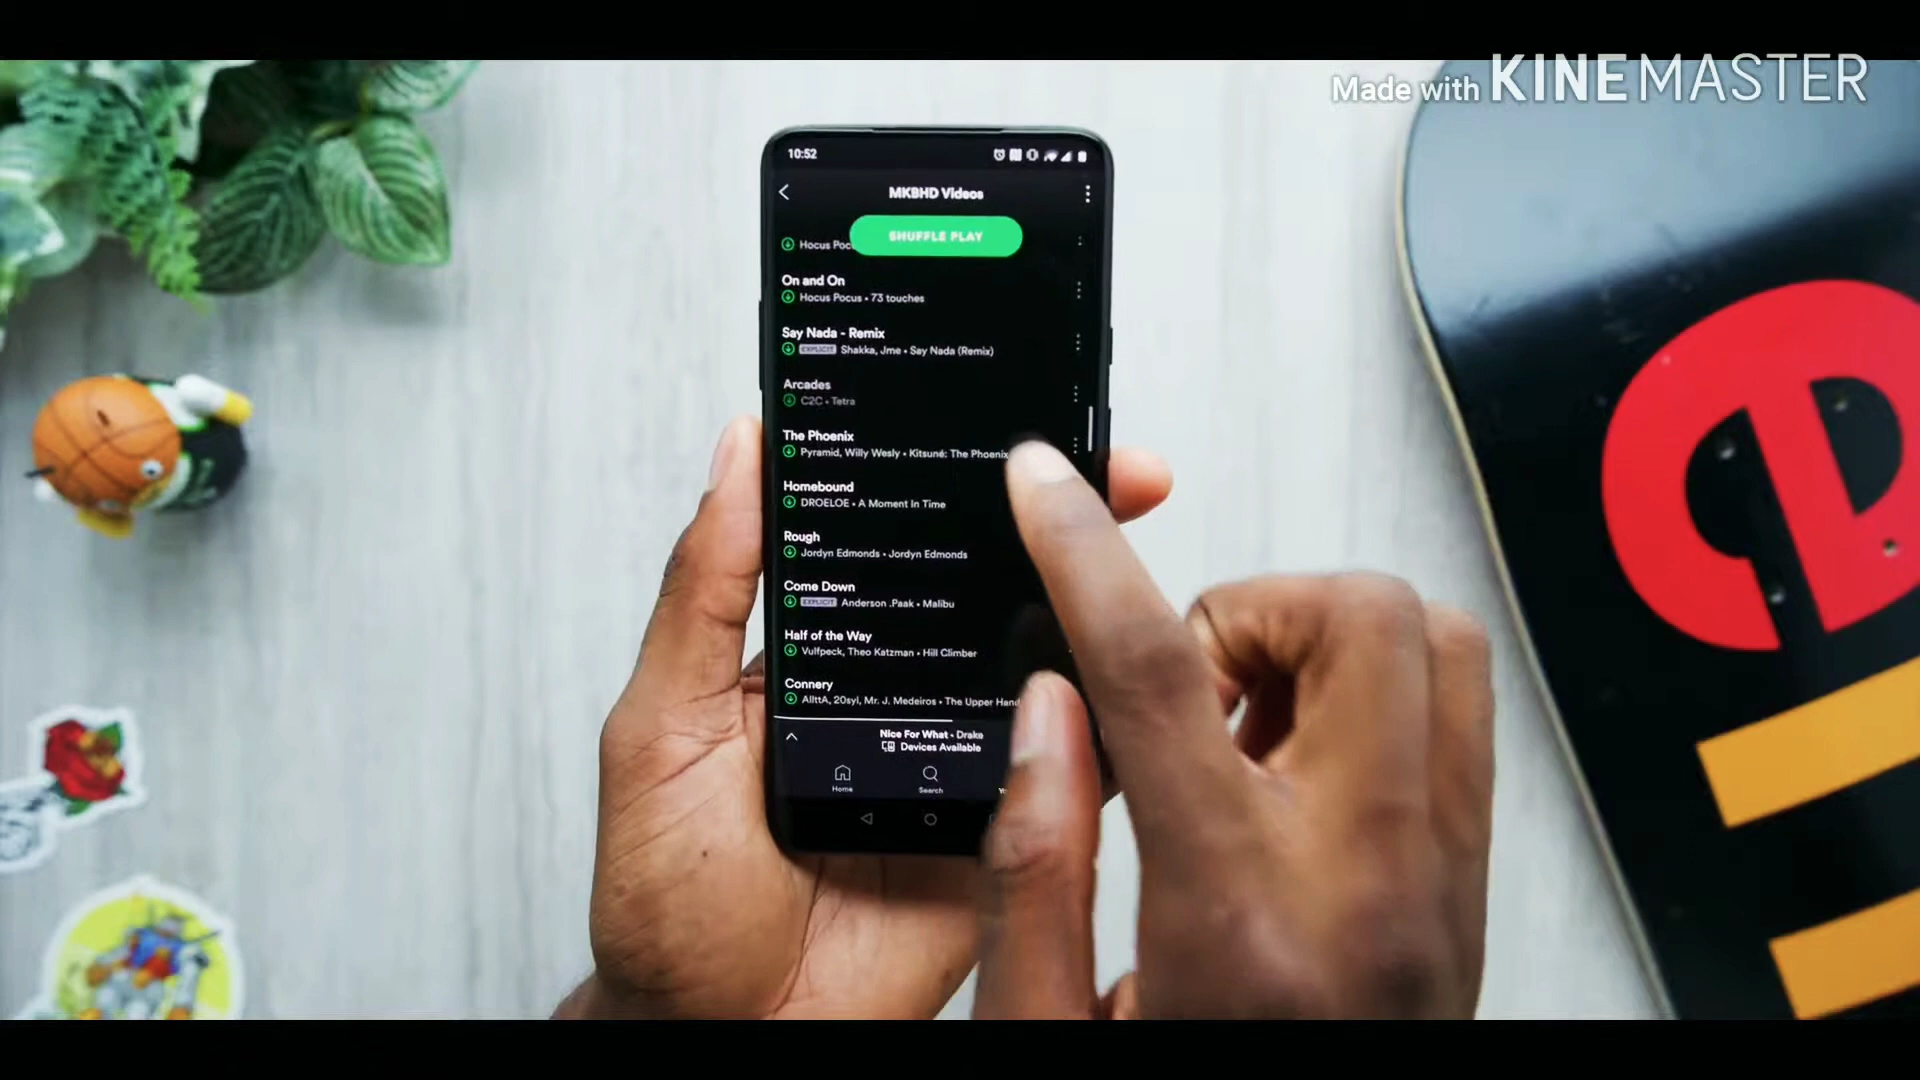 Made with KINEMASTER
10:52
MKBHD Videos
SHUFFLE PLAY
Hocus Poc
On and On
Hocus Pocus • 73 touches
Say Nada - Remix
EXPLICIT Shakka, Jme • Say Nada (Remix)
Arcades
C2C • Tetra
The Phoenix
Pyramid, Willy Wesly • Kitsuné: The Phoenix
Homebound
DROELOE • A Moment In Time
Rough
Jordyn Edmonds • Jordyn Edmonds
Come Down
EXPLICIT Anderson .Paak • Malibu
Half of the Way
Vulfpeck, Theo Katzman • Hill Climber
Connery
AllttA, 20syl, Mr. J. Medeiros • The Upper Hand
Nice For What • Drake
Devices Available
Home
Search